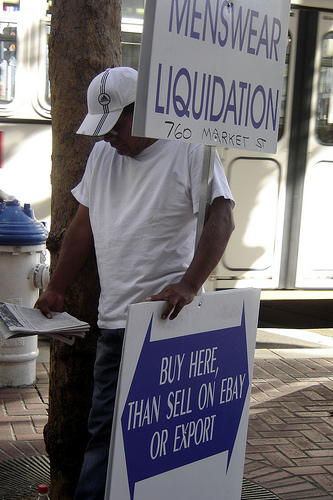 MENSWEAR
LIQUIDATION
760 MARKET ST
BUY HERE,
THAN SELL ON EBAY
OR EXPORT